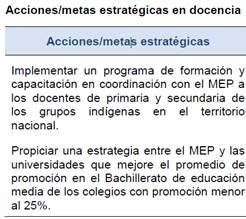 Acciones/metas estratégicas en docencia
Acciones/metas estratégicas
Implementar un programa de formación y
capacitación en coordinación con el MEP a
los docentes de primaria y secundaria de
los grupos indígenas en el territorio
nacional.
Propiciar una estrategia entre el MEP y las
universidades que mejore el promedio de
promoción en el Bachillerato de educación
media de los colegios con promoción menor
al 25%.